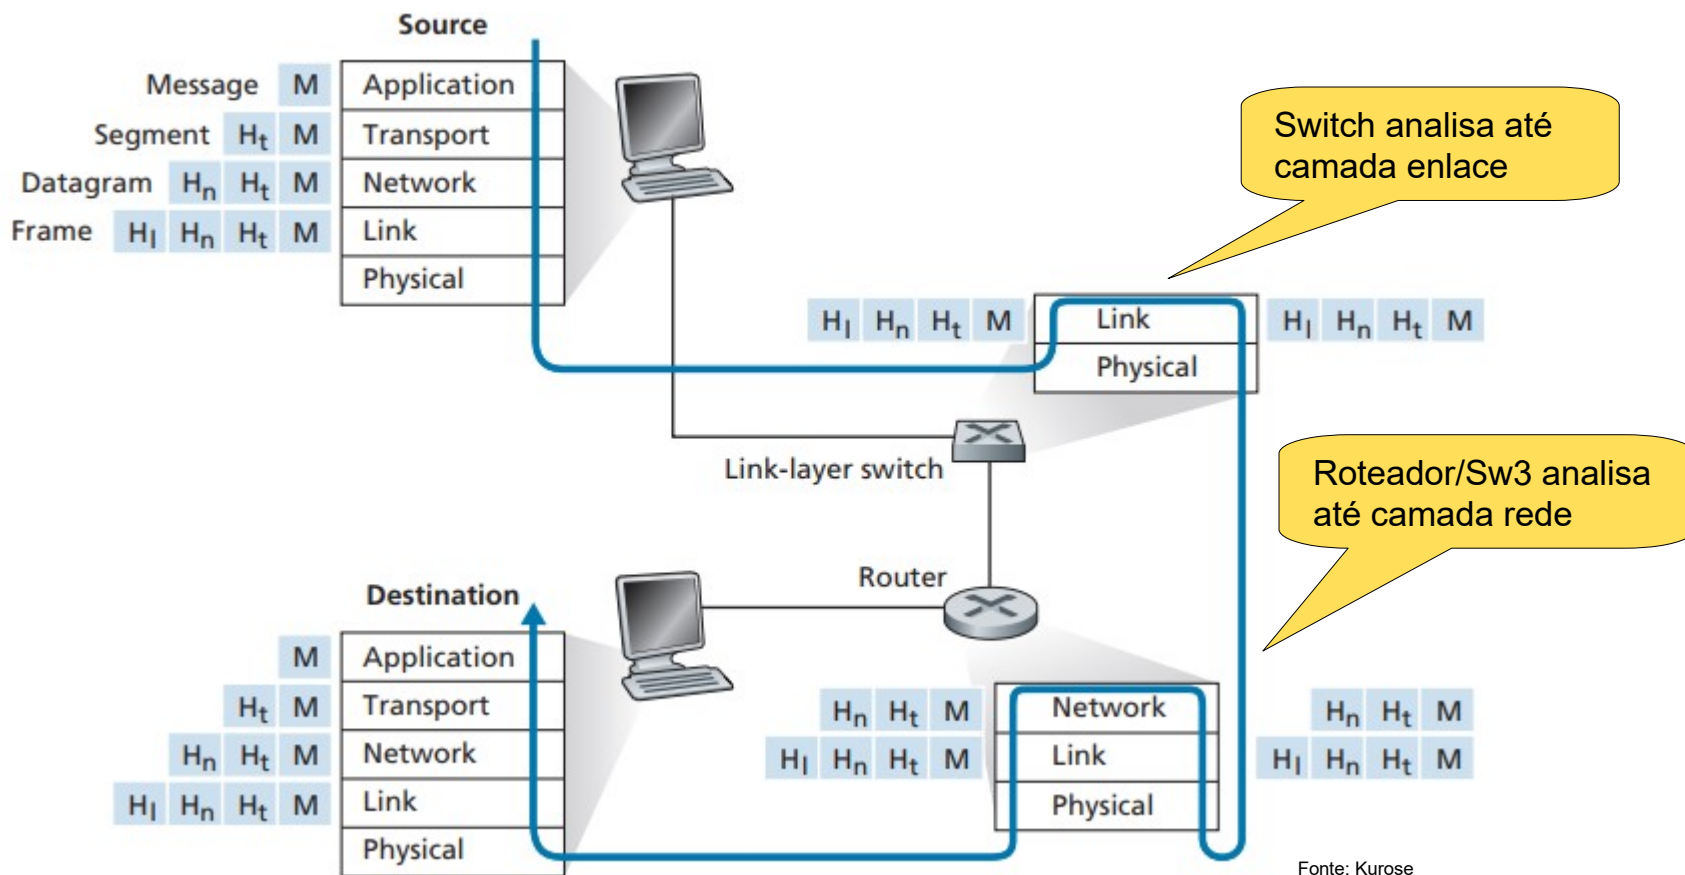 Source
Message M Application
Segment Ht M Transport
Datagram Hn Ht M Network
Frame Hl Hn Ht M Link
Physical
Switch analisa até
camada enlace
Hl Hn Ht M Link Hl Hn Ht M
Physical
Link-layer switch
Roteador/Sw3 analisa
até camada rede
Router
Destination
M Application
Ht M Transport
Hn Ht M Network
Hl Hn Ht M Link
Physical
Hn Ht M Network Hn Ht M
Hl Hn Ht M Link Hl Hn Ht M
Physical
Fonte: Kurose